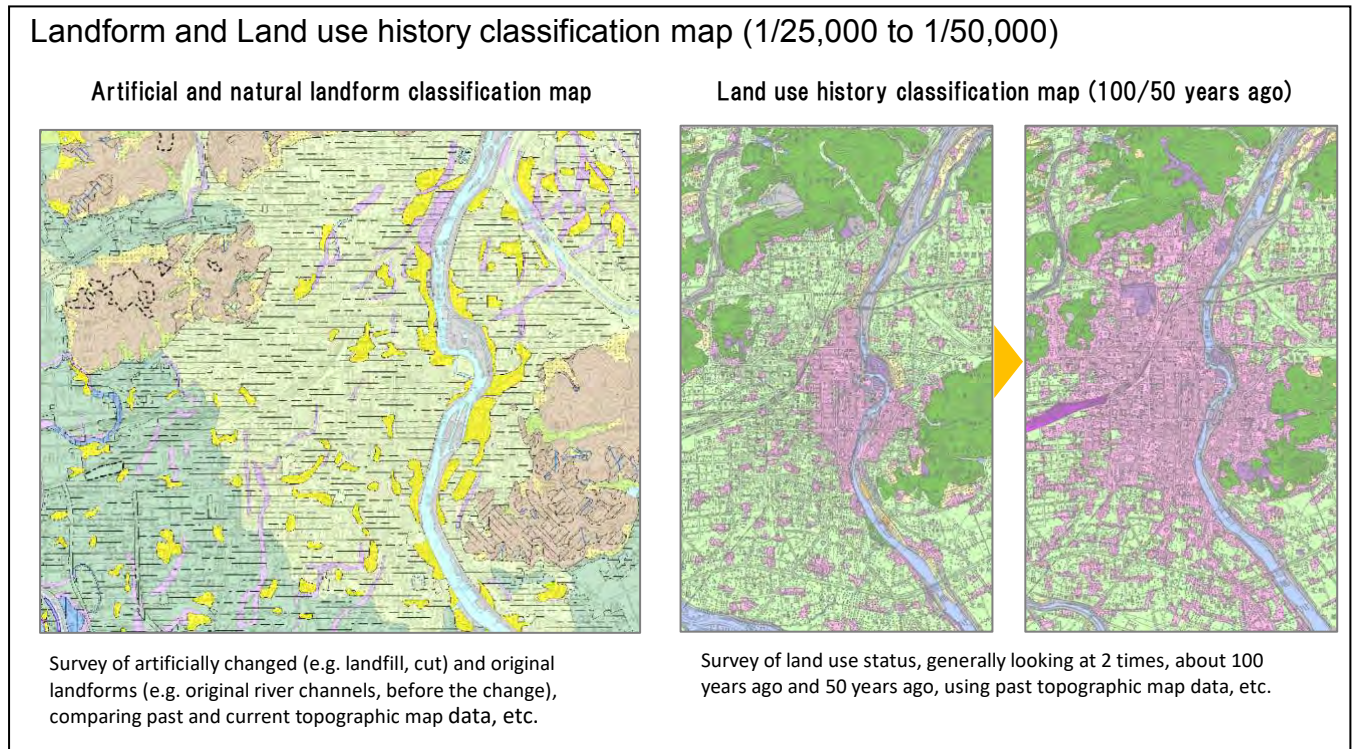 Landform and Land use history classification map (1/25,000 to 1/50,000)
Artificial and natural landform classification map
Land use history classification map (100/50 years ago)
Survey of artificially changed (e.g. landfill, cut) and original
landforms (e.g. original river channels, before the change),
comparing past and current topographic map data, etc.
Survey of land use status, generally looking at 2 times, about 100
years ago and 50 years ago, using past topographic map data, etc.